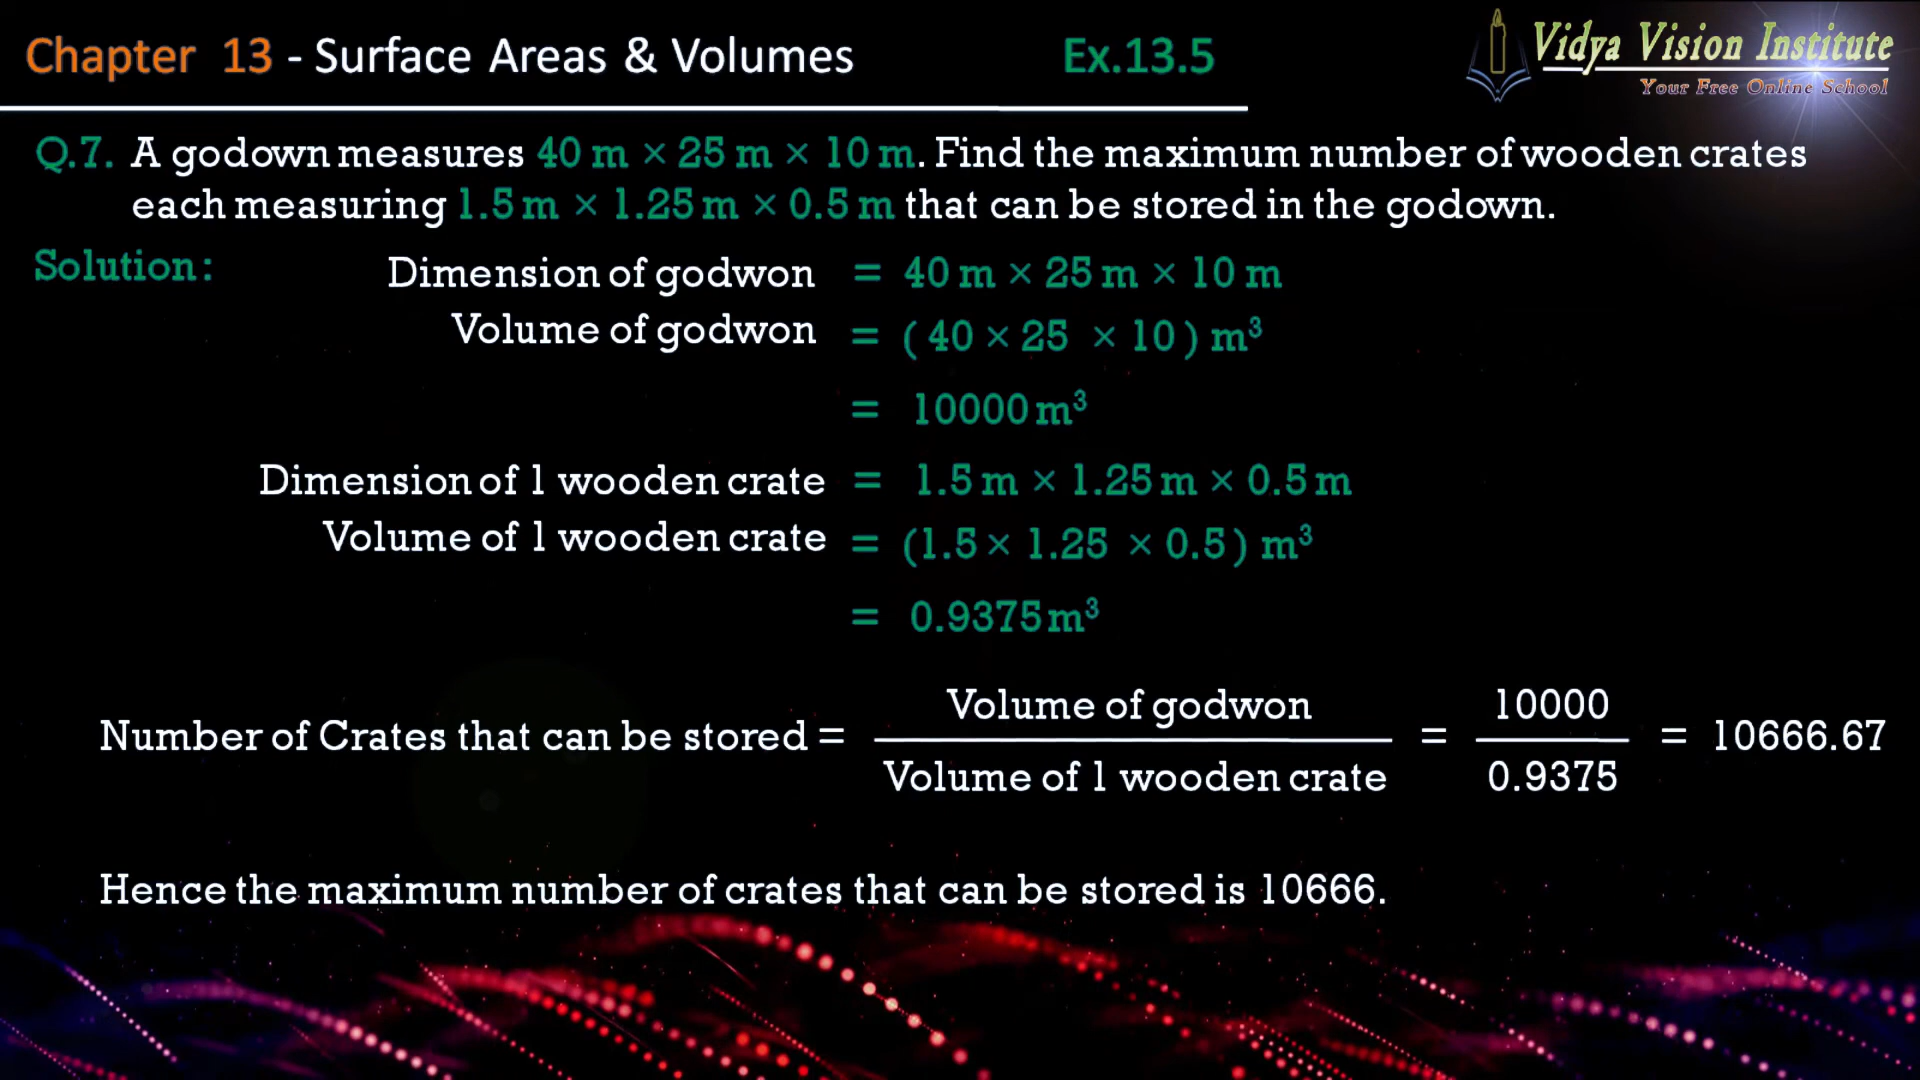 Chapter 13 - Surface Areas & Volumes Ex.13.5
Vidya Vision Institute
Your Free Online School
Q.7. A godown measures 40 m × 25 m × 10 m. Find the maximum number of wooden crates
each measuring 1.5 m × 1.25 m × 0.5 m that can be stored in the godown.
Solution:
Dimension of godwon = 40 m × 25 m × 10 m
Volume of godwon = ( 40 × 25 × 10 ) m³
= 10000 m³
Dimension of 1 wooden crate = 1.5 m × 1.25 m × 0.5 m
Volume of 1 wooden crate = (1.5 × 1.25 × 0.5 ) m³
= 0.9375 m³
Volume of godwon 10000
Number of Crates that can be stored = = = 10666.67
Volume of 1 wooden crate 0.9375
Hence the maximum number of crates that can be stored is 10666.